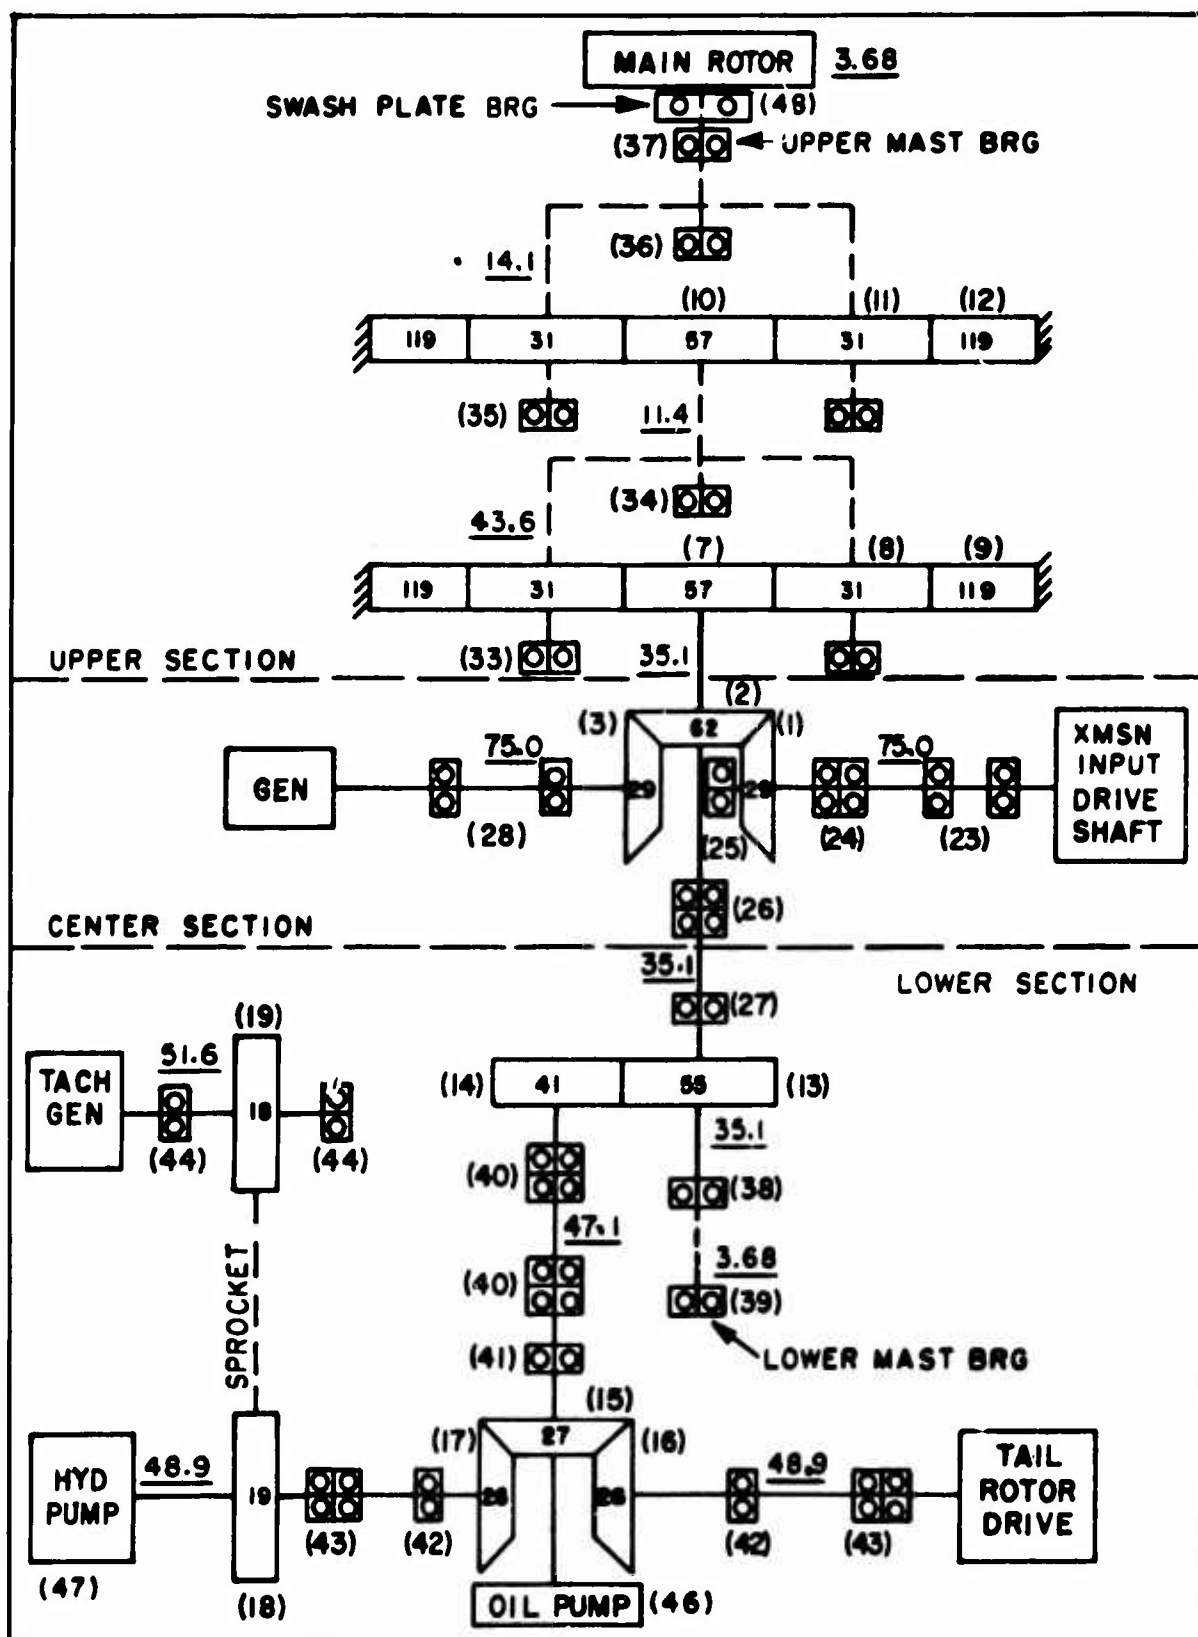 MAIN ROTOR 3.68
SWASH PLATE BRG (48)
(37) UPPER MAST BRG
(36)
14.1
(10) (11) (12)
119 31 57 31 119
(35) 11.4
(34)
43.6
(7) (8) (9)
119 31 57 31 119
UPPER SECTION (33) 35.1
(2)
(3) 62 (1)
GEN 75.0 29 29 75.0 XMSN INPUT DRIVE SHAFT
(28) (25) (24) (23)
(26)
CENTER SECTION
35.1 LOWER SECTION
(27)
(19)
TACH GEN 51.6 18
(44) (44)
(14) 41 55 (13)
35.1
(40) (38)
47.1
3.68
(40) (39)
LOWER MAST BRG
(41)
SPROCKET
(15)
(17) 27 (16)
HYD PUMP 48.9 19 26 26 48.9 TAIL ROTOR DRIVE
(43) (42) (42) (43)
(47) (18)
OIL PUMP (46)